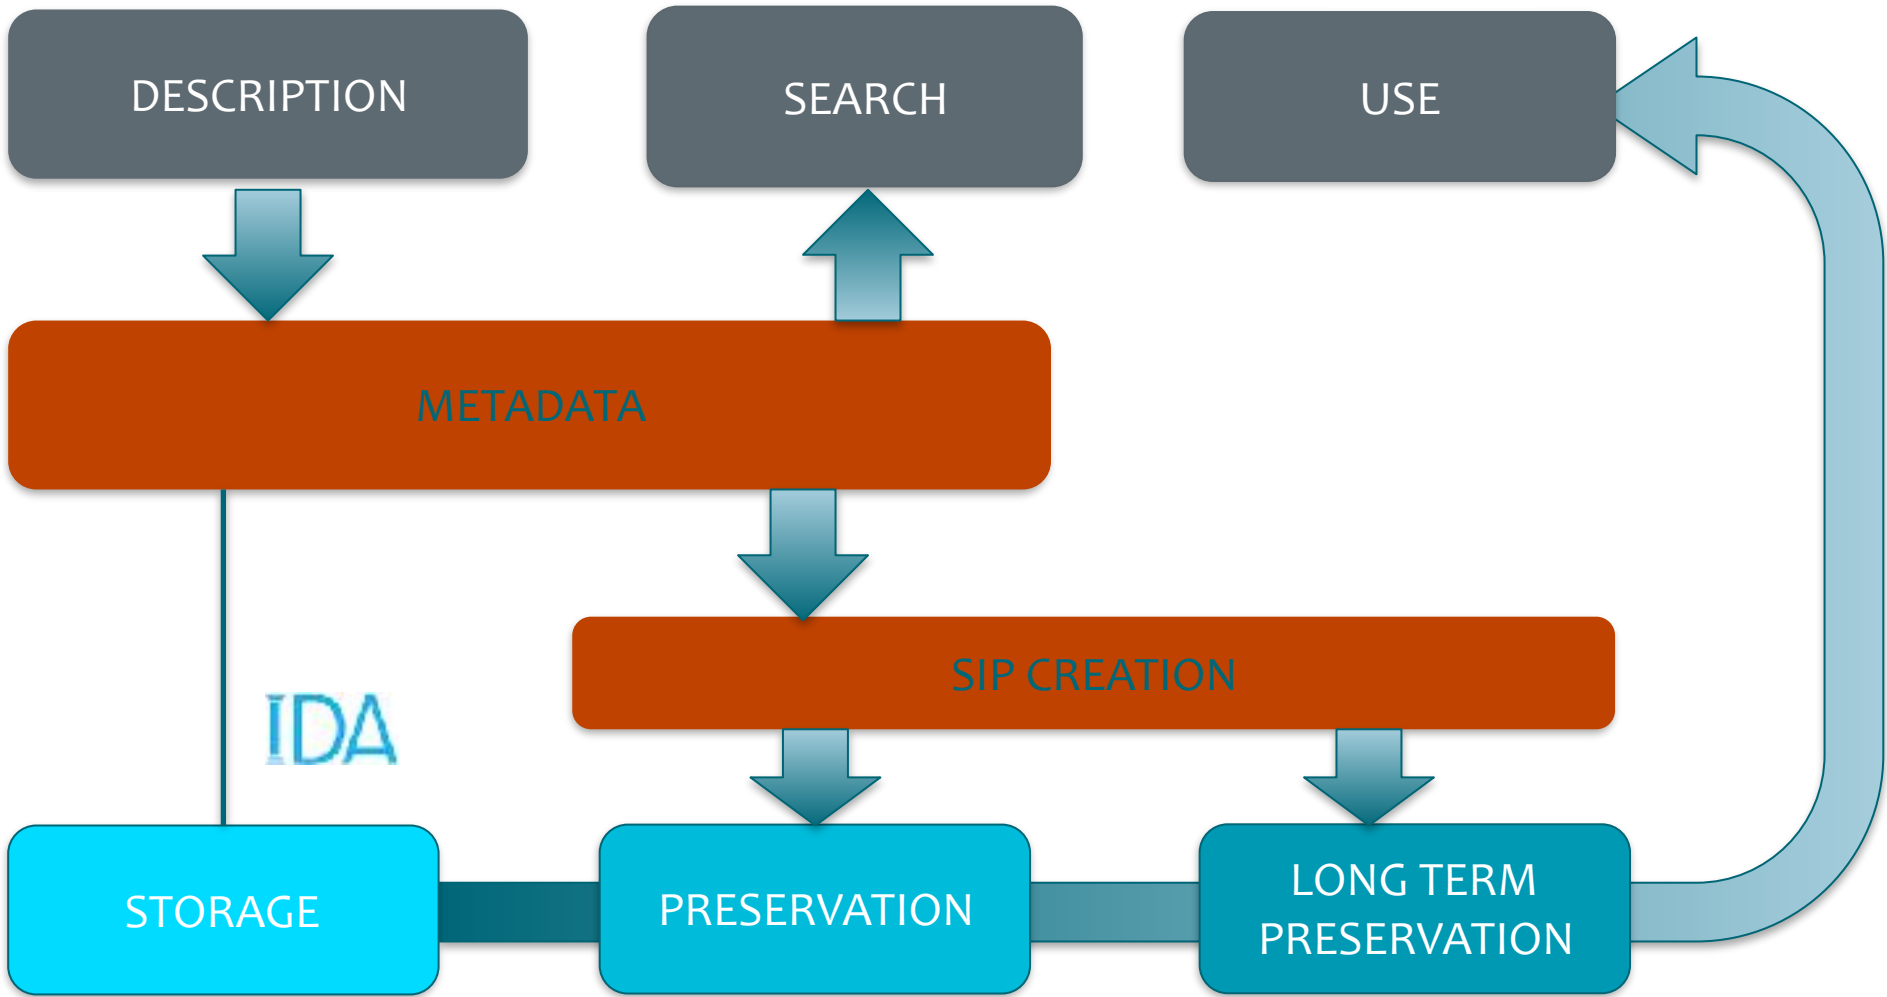 DESCRIPTION
SEARCH
USE
METADATA
SIP CREATION
IDA
STORAGE
PRESERVATION
LONG TERM
PRESERVATION